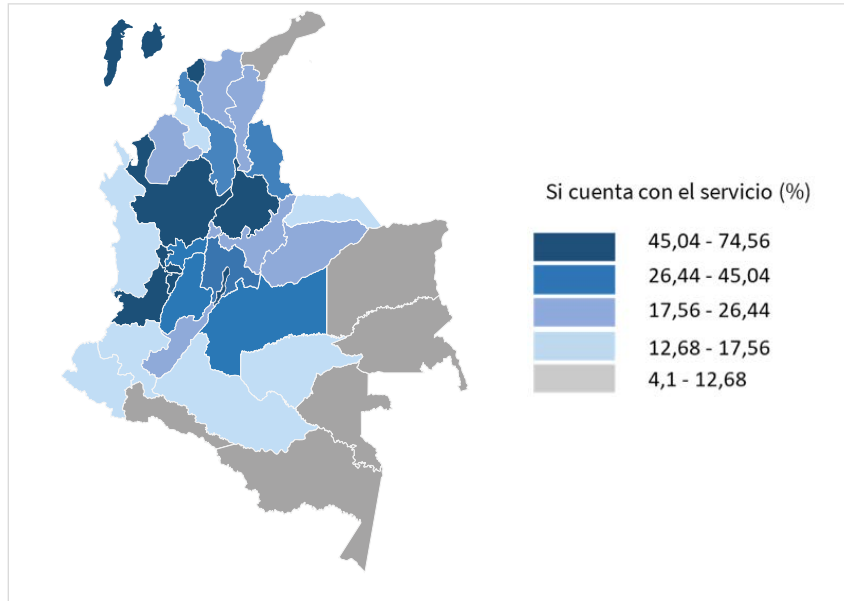 Si cuenta con el servicio (%)
45,04 - 74,56
26,44 - 45,04
17,56 - 26,44
12,68 - 17,56
4,1 - 12,68